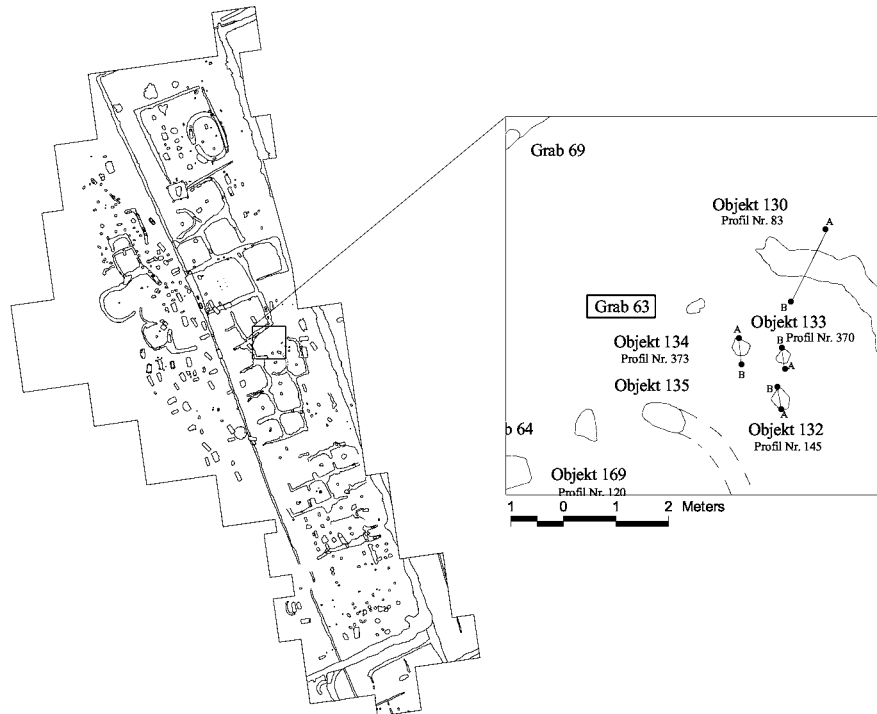 Grab 69
Objekt 130
Profil Nr. 83
A
B
Grab 63
Objekt 133
Profil Nr. 370
Objekt 134
Profil Nr. 373
A
B
B
A
Objekt 135
B
A
Objekt 132
Profil Nr. 145
b 64
Objekt 169
Profil Nr. 120
1 0 1 2 Meters